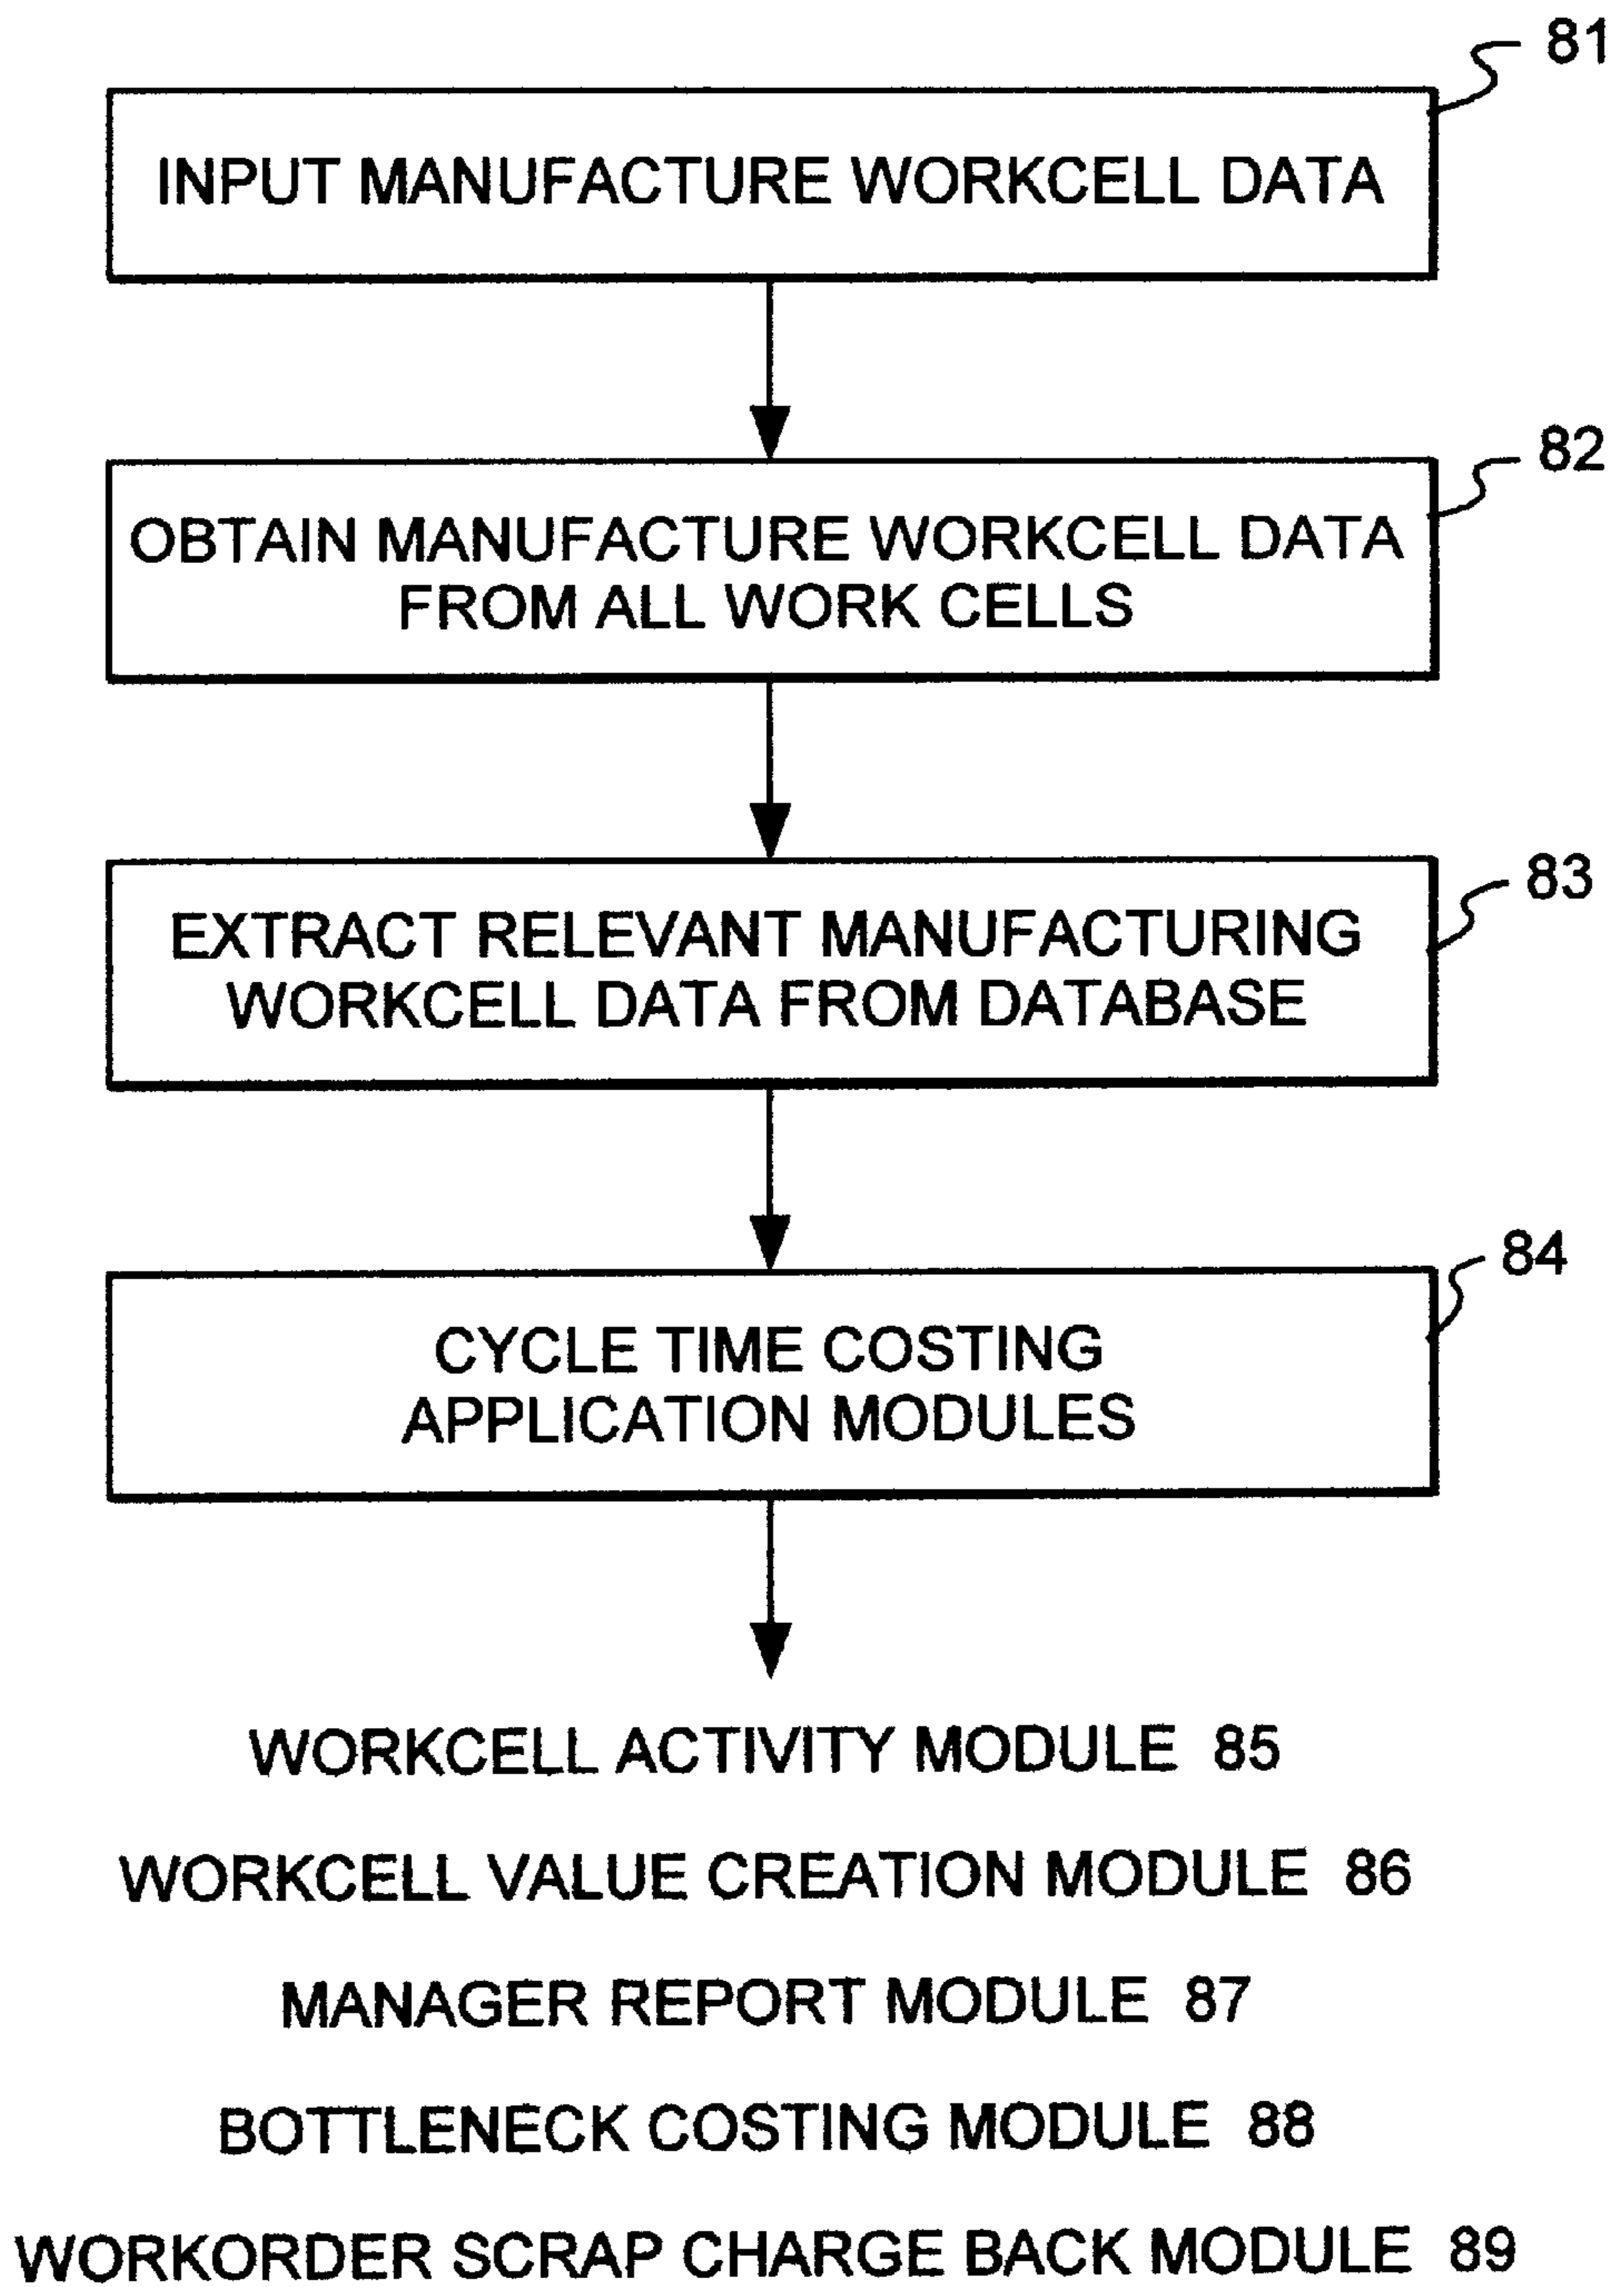 81
INPUT MANUFACTURE WORKCELL DATA
82
OBTAIN MANUFACTURE WORKCELL DATA
FROM ALL WORK CELLS
83
EXTRACT RELEVANT MANUFACTURING
WORKCELL DATA FROM DATABASE
84
CYCLE TIME COSTING
APPLICATION MODULES
WORKCELL ACTIVITY MODULE 85
WORKCELL VALUE CREATION MODULE 86
MANAGER REPORT MODULE 87
BOTTLENECK COSTING MODULE 88
WORKORDER SCRAP CHARGE BACK MODULE 89